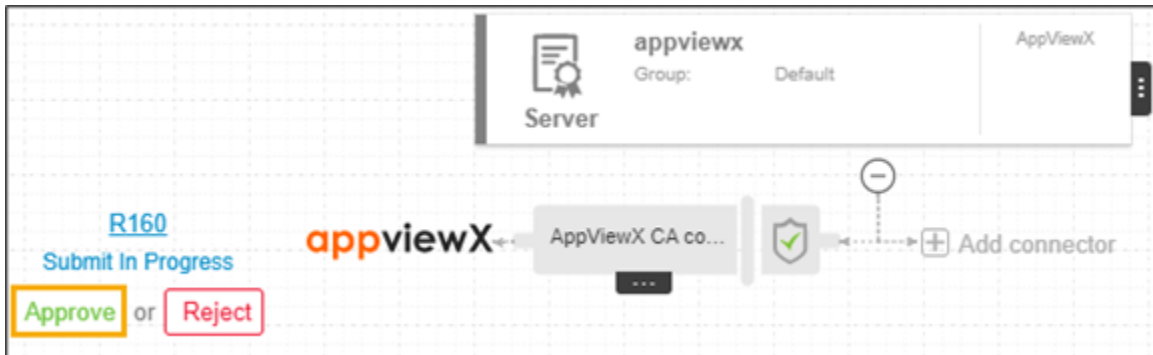 appviewx
AppViewX
Group: Default
Server
R160
Submit In Progress
Approve or Reject
appviewX
AppViewX CA co...
Add connector